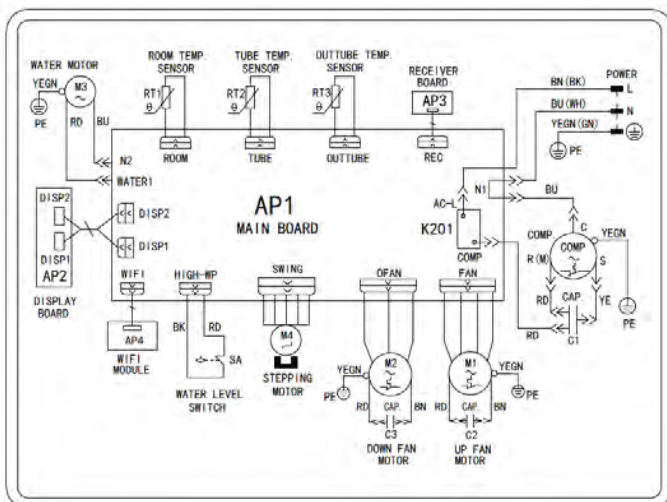 WATER MOTOR
ROOM TEMP.
SENSOR
TUBE TEMP.
SENSOR
OUTTUBE TEMP.
SENSOR
RECEIVER
BOARD
POWER
YEGN
M3
PE
RD
BU
RT1
θ
RT2
θ
RT3
θ
AP3
BN(BK)
L
BU(WH)
N
YEGN(GN)
PE
ROOM
TUBE
OUTTUBE
REC
N2
WATER1
N1
BU
AC-L
AP1
MAIN BOARD
K201
COMP
DISP2
DISP1
AP2
DISPLAY
BOARD
DISP2
DISP1
COMP
C
YEGN
COMP
R(M)
S
RD
CAP.
YE
C1
PE
RD
WIFI
HIGH-WP
SWING
OFAN
FAN
AP4
WIFI
MODULE
BK
RD
SA
WATER LEVEL
SWITCH
M4
STEPPING
MOTOR
YEGN
M2
PE
RD
CAP.
BN
C3
DOWN FAN
MOTOR
M1
YEGN
PE
RD
CAP.
BN
C2
UP FAN
MOTOR